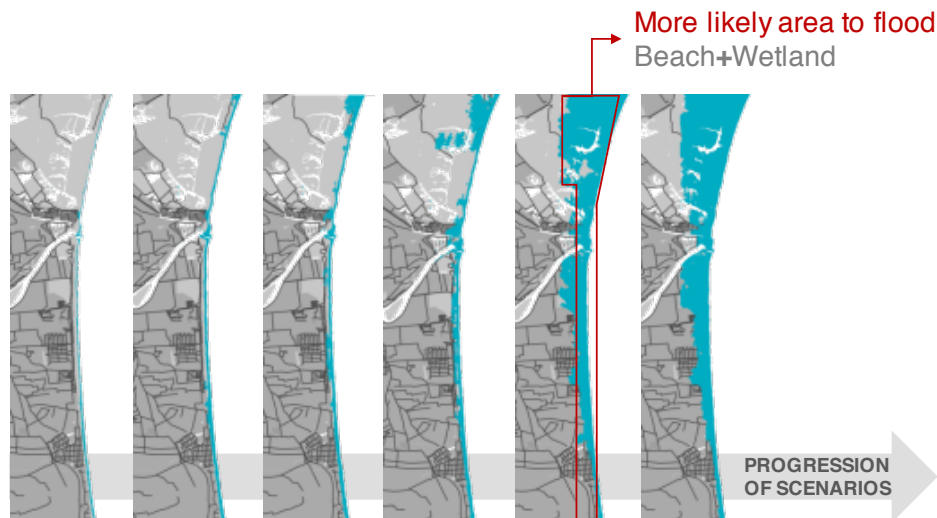 More likely area to flood
Beach+Wetland
PROGRESSION
OF SCENARIOS